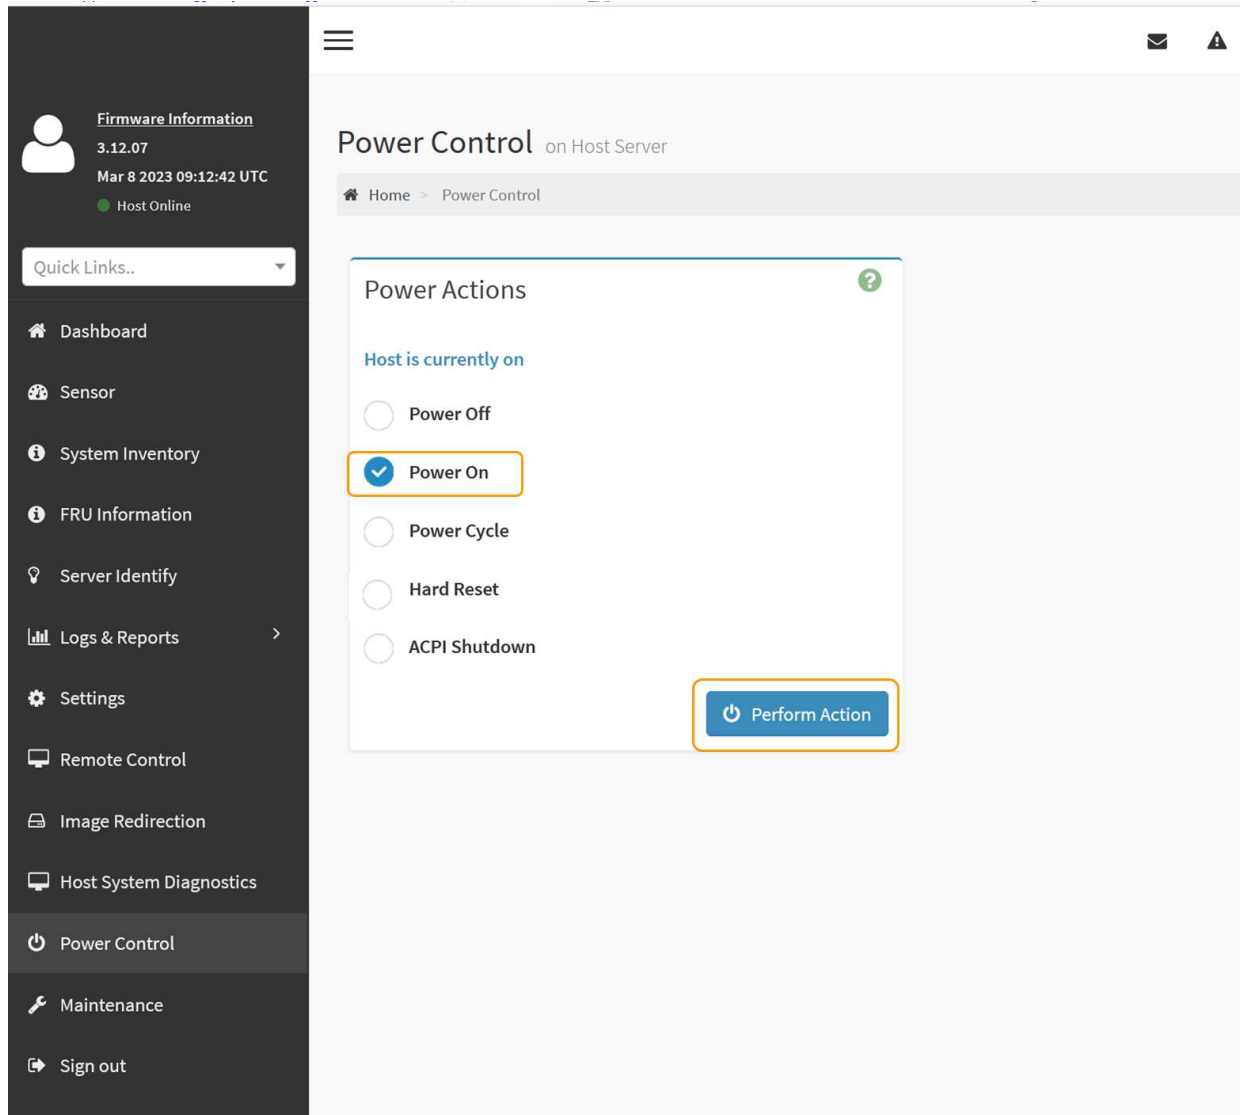 Firmware Information
3.12.07
Mar 8 2023 09:12:42 UTC
Host Online
Quick Links..
Dashboard
Sensor
System Inventory
FRU Information
Server Identify
Logs & Reports
Settings
Remote Control
Image Redirection
Host System Diagnostics
Power Control
Maintenance
Sign out
Power Control on Host Server
Home > Power Control
Power Actions
Host is currently on
Power Off
Power On
Power Cycle
Hard Reset
ACPI Shutdown
Perform Action